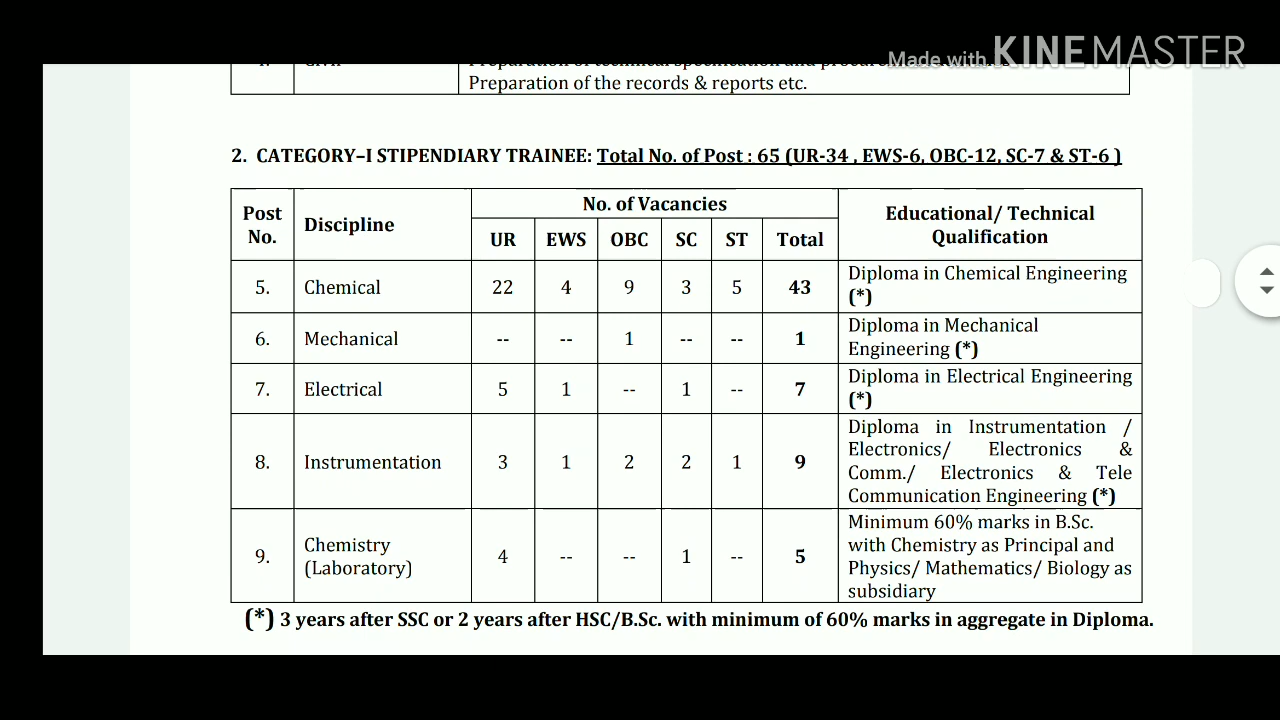 Made with KINEMASTER
Preparation of the records & reports etc.
2. CATEGORY–I STIPENDIARY TRAINEE: Total No. of Post : 65 (UR-34 , EWS-6, OBC-12, SC-7 & ST-6 )
Post No. Discipline No. of Vacancies Educational/ Technical Qualification
UR EWS OBC SC ST Total
5. Chemical 22 4 9 3 5 43 Diploma in Chemical Engineering
(*)
6. Mechanical -- -- 1 -- -- 1 Diploma in Mechanical
Engineering (*)
7. Electrical 5 1 -- 1 -- 7 Diploma in Electrical Engineering
(*)
8. Instrumentation 3 1 2 2 1 9 Diploma in Instrumentation /
Electronics/ Electronics &
Comm./ Electronics & Tele
Communication Engineering (*)
9. Chemistry (Laboratory) 4 -- -- 1 -- 5 Minimum 60% marks in B.Sc.
with Chemistry as Principal and
Physics/ Mathematics/ Biology as
subsidiary
(*) 3 years after SSC or 2 years after HSC/B.Sc. with minimum of 60% marks in aggregate in Diploma.